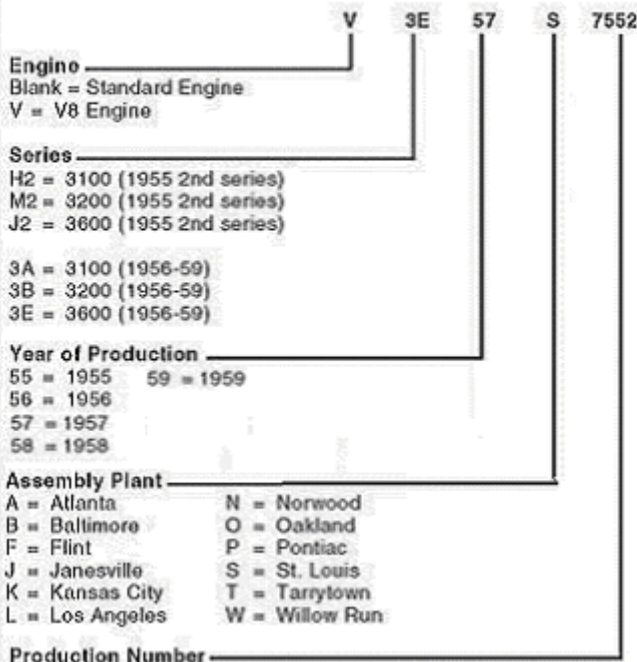 V 3E 57 S 7552
Engine
Blank = Standard Engine
V = V8 Engine
Series
H2 = 3100 (1955 2nd series)
M2 = 3200 (1955 2nd series)
J2 = 3600 (1955 2nd series)
3A = 3100 (1956-59)
3B = 3200 (1956-59)
3E = 3600 (1956-59)
Year of Production
55 = 1955 59 = 1959
56 = 1956
57 = 1957
58 = 1958
Assembly Plant
A = Atlanta N = Norwood
B = Baltimore O = Oakland
F = Flint P = Pontiac
J = Janesville S = St. Louis
K = Kansas City T = Tarrytown
L = Los Angeles W = Willow Run
Production Number